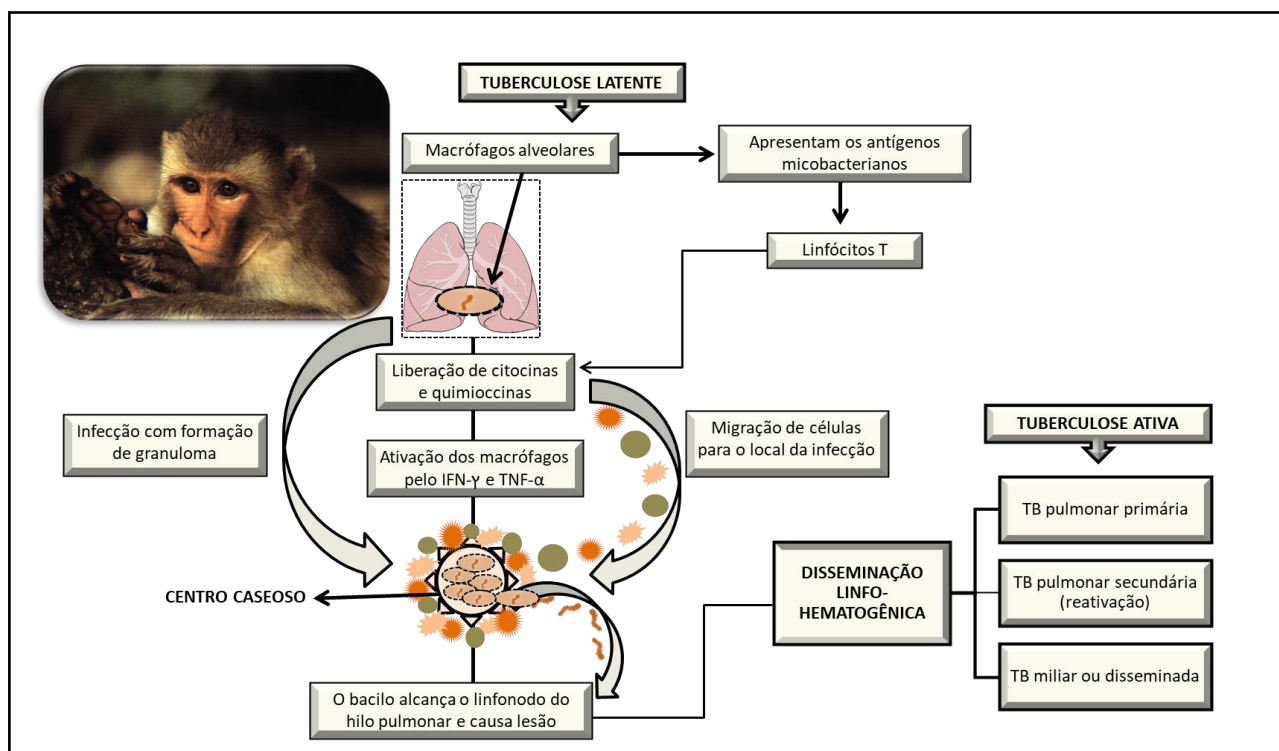 TUBERCULOSE LATENTE
Macrófagos alveolares
Apresentam os antígenos
micobacterianos
Linfócitos T
Liberação de citocinas
e quimioccinas
Infecção com formação
de granuloma
Ativação dos macrófagos
pelo IFN-γ e TNF-α
Migração de células
para o local da infecção
CENTRO CASEOSO
O bacilo alcança o linfonodo do
hilo pulmonar e causa lesão
DISSEMINAÇÃO
LINFO-
HEMATOGÊNICA
TUBERCULOSE ATIVA
TB pulmonar primária
TB pulmonar secundária
(reativação)
TB miliar ou disseminada